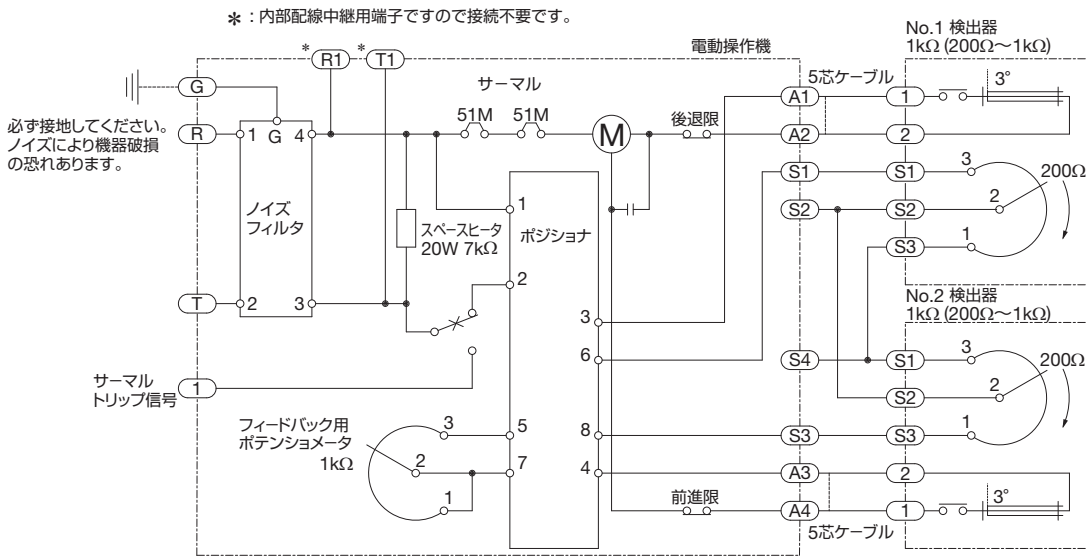 ＊：内部配線中継用端子ですので接続不要です。
No.1 検出器
1kΩ (200Ω～1kΩ)
* R1 * T1
電動操作機
5芯ケーブル
3°
サーマル
G
51M 51M
A1 1
必ず接地してください。
ノイズにより機器破損
の恐れあります。
R 1 G 4
M
後退限
A2 2
S1 S1 3
200Ω
ノイズ
フィルタ
スペースヒータ
20W 7kΩ
1
ポジショナ
S2 S2 2
S3 1
2
T 2 3
No.2 検出器
1kΩ (200Ω～1kΩ)
3
6
S4 S1 3
200Ω
サーマル
トリップ信号
1
S2 2
フィードバック用
ポテンショメータ
1kΩ
3 5
8 S3 S3 1
2 7
4 A3 2
1
前進限
A4 1
3°
5芯ケーブル